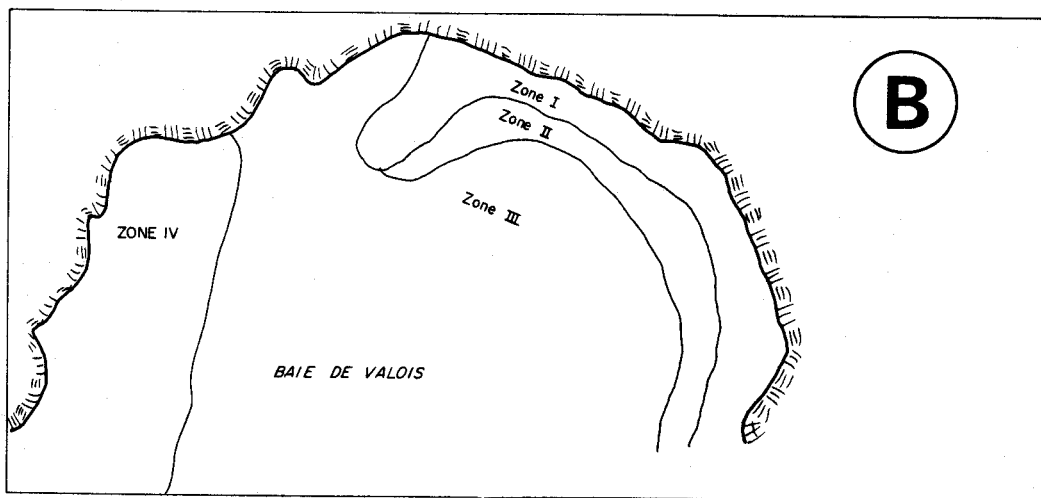 Zone I
Zone II
B
Zone III
ZONE IV
BAIE DE VALOIS